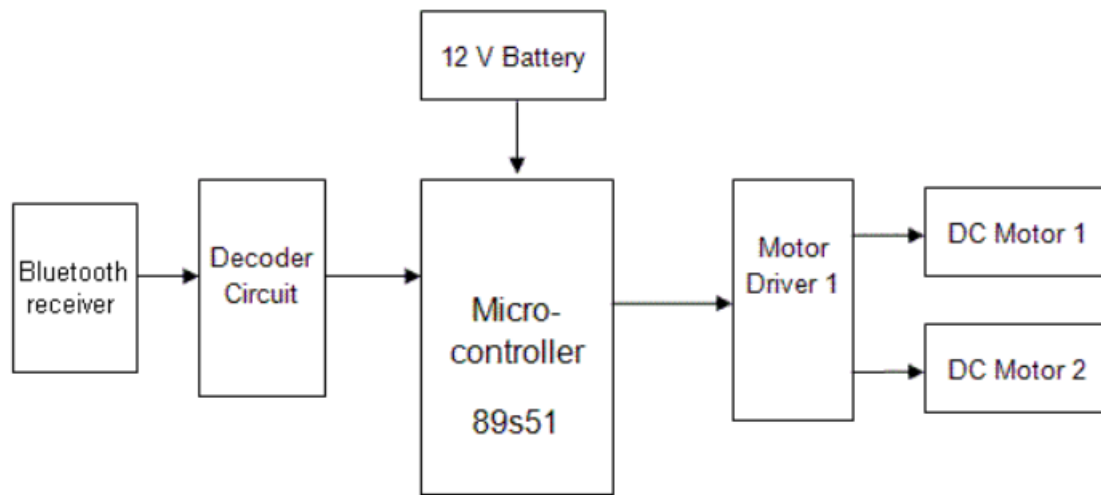 12 V Battery
Bluetooth
receiver
Decoder
Circuit
Micro-
controller
89s51
Motor
Driver 1
DC Motor 1
DC Motor 2